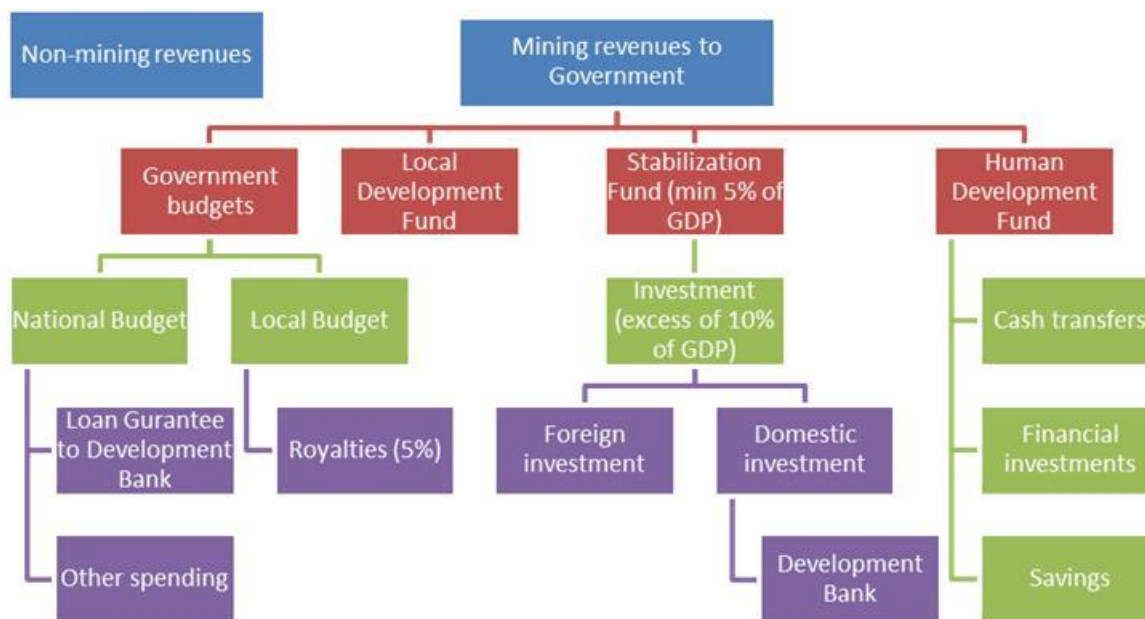 Non-mining revenues
Mining revenues to
Government
Government
budgets
Local
Development
Fund
Stabilization
Fund (min 5% of
GDP)
Human
Development
Fund
National Budget
Local Budget
Investment
(excess of 10%
of GDP)
Cash transfers
Loan Gurantee
to Development
Bank
Royalties (5%)
Foreign
investment
Domestic
investment
Financial
investments
Other spending
Development
Bank
Savings